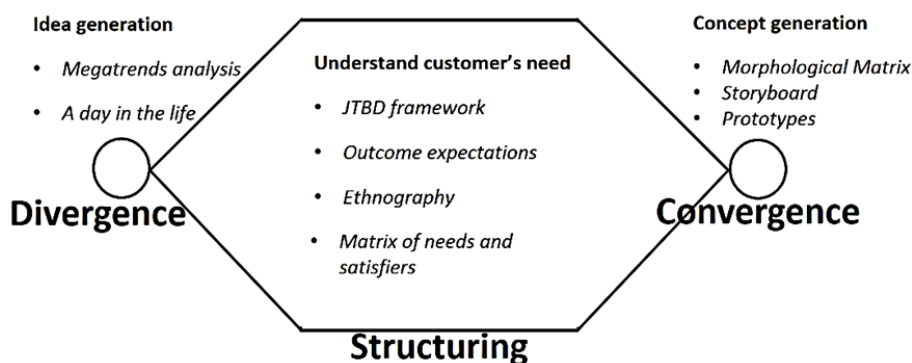 Idea generation
• Megatrends analysis
• A day in the life
Divergence
Understand customer's need
• JTBD framework
• Outcome expectations
• Ethnography
• Matrix of needs and
satisfiers
Structuring
Concept generation
• Morphological Matrix
• Storyboard
• Prototypes
Convergence